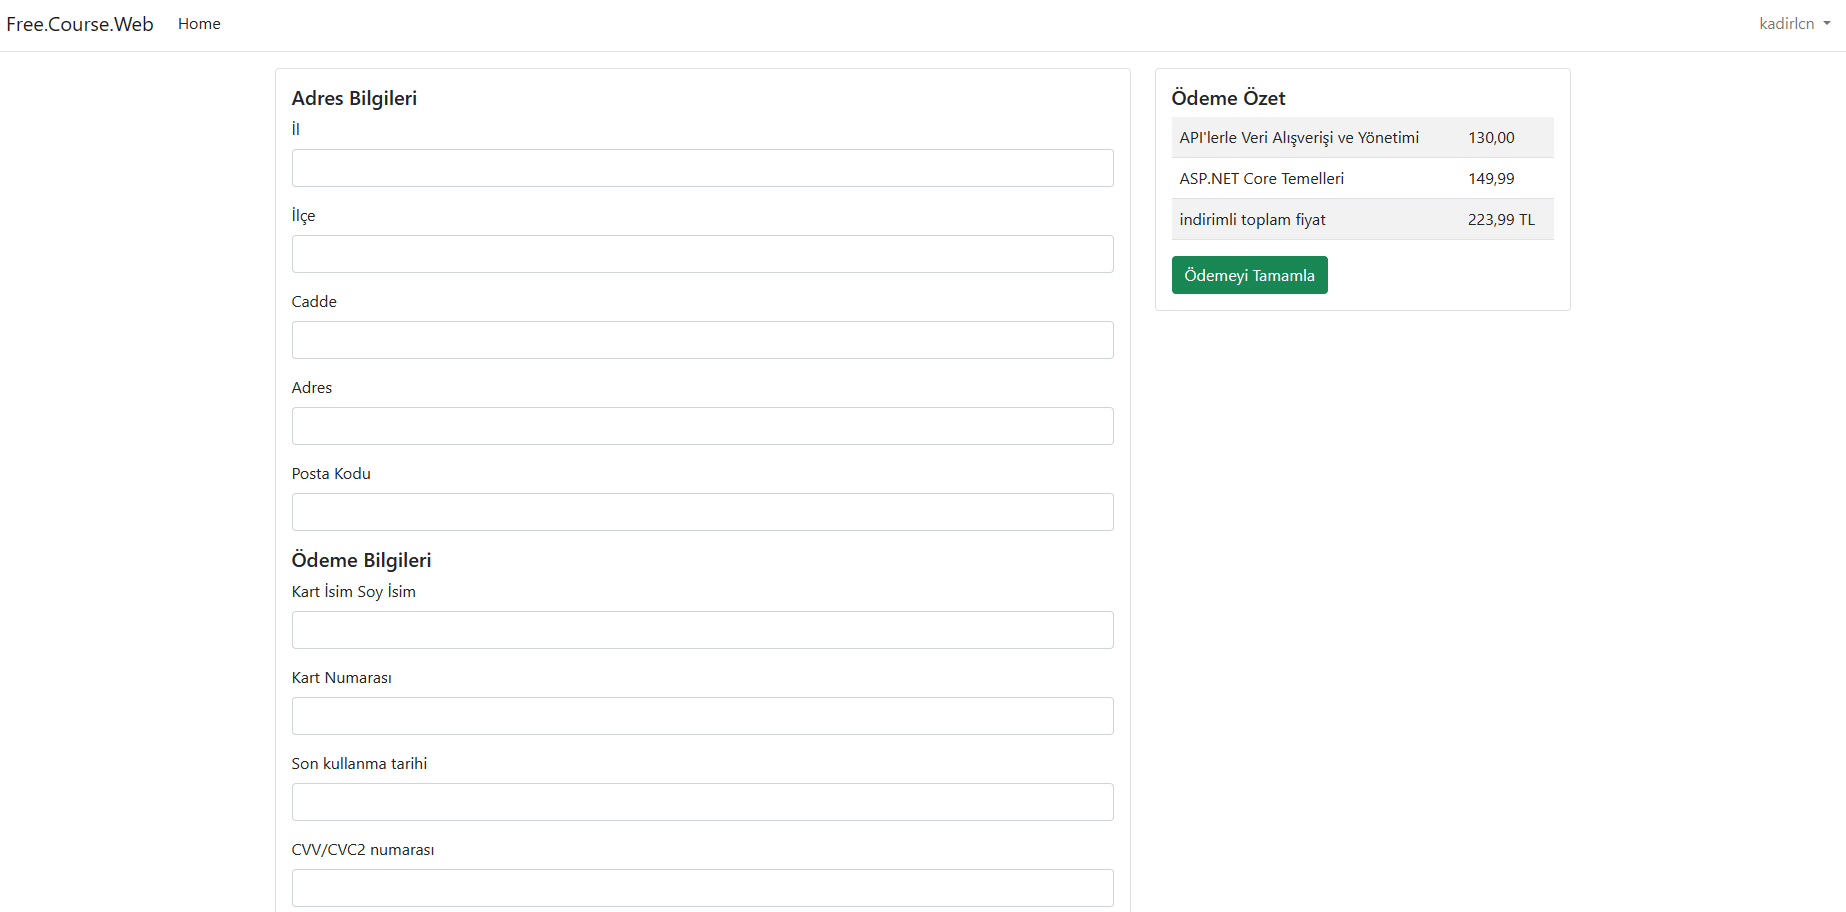 Free.Course.Web Home kadirlcn
Adres Bilgileri
İl
İlçe
Cadde
Adres
Posta Kodu
Ödeme Bilgileri
Kart İsim Soy İsim
Kart Numarası
Son kullanma tarihi
CVV/CVC2 numarası
Ödeme Özet
API'lerle Veri Alışverişi ve Yönetimi 130,00
ASP.NET Core Temelleri 149,99
indirimli toplam fiyat 223,99 TL
Ödemeyi Tamamla